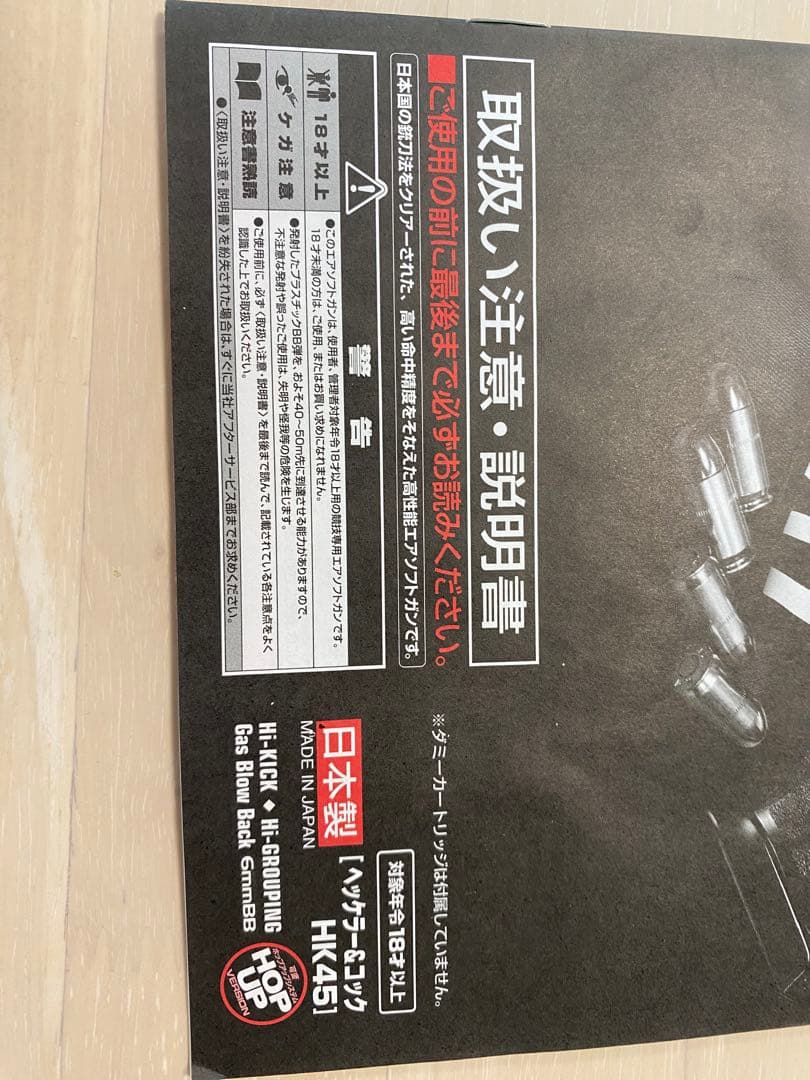 取扱い注意・説明書
■ご使用の前に最後まで必ずお読みください。
日本国の銃刀法をクリアーされた、高い命中精度をそなえた高性能エアソフトガンです。
警告
18才以上
●このエアソフトガンは、使用者、管理者対象年令18才以上用の競技専用エアソフトガンです。
18才未満の方は、ご使用、またはお買い求めになれません。
ケガ注意
●発射したプラスチックBB弾を、およそ40〜50m先に到達させる能力がありますので、
不注意な発射や誤ったご使用は、失明や怪我等の危険を生じます。
注意書熟読
●ご使用前に、必ず〈取扱い注意・説明書〉を最後まで読んで、記載されている各注意点をよく
認識した上でお取扱いください。
●〈取扱い注意・説明書〉を紛失された場合は、すぐに当社アフターサービス部までお求めください。
※ダミーカートリッジは付属していません。
対象年令18才以上
[ヘッケラー&コック
HK45]
日本製
MADE IN JAPAN
Hi-KICK ◆ Hi-GROUPING
Gas Blow Back 6mmBB
ホップアップシステム
HOP
UP
VERSION